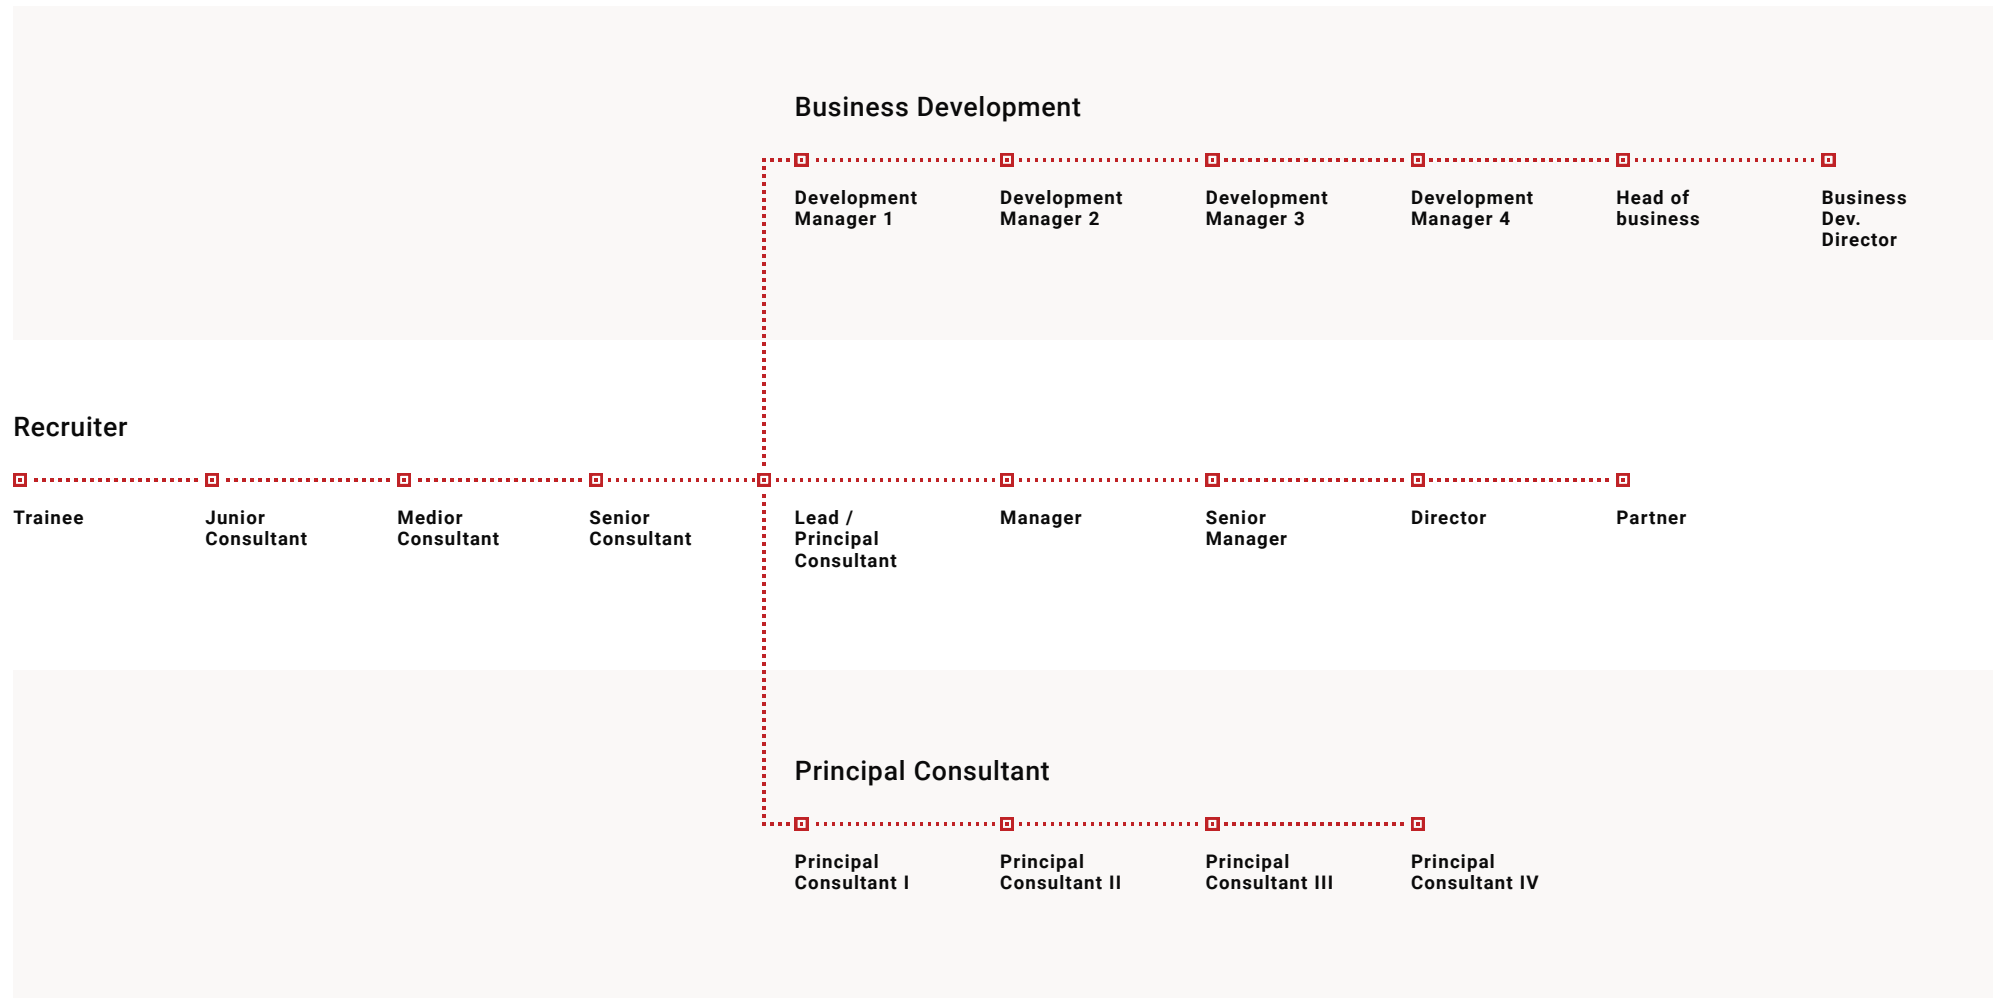 Business Development
Development
Manager 1
Development
Manager 2
Development
Manager 3
Development
Manager 4
Head of
business
Business
Dev.
Director
Recruiter
Trainee
Junior
Consultant
Medior
Consultant
Senior
Consultant
Lead /
Principal
Consultant
Manager
Senior
Manager
Director
Partner
Principal Consultant
Principal
Consultant I
Principal
Consultant II
Principal
Consultant III
Principal
Consultant IV